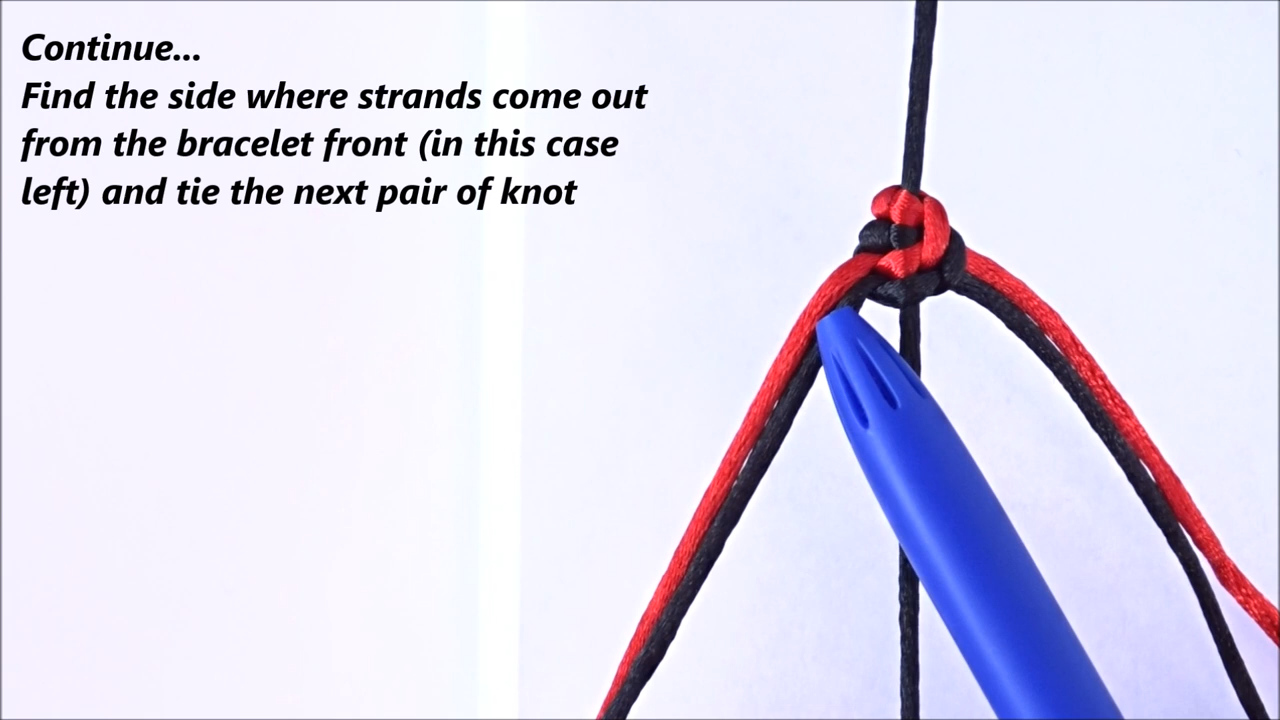 Continue...
Find the side where strands come out
from the bracelet front (in this case
left) and tie the next pair of knot